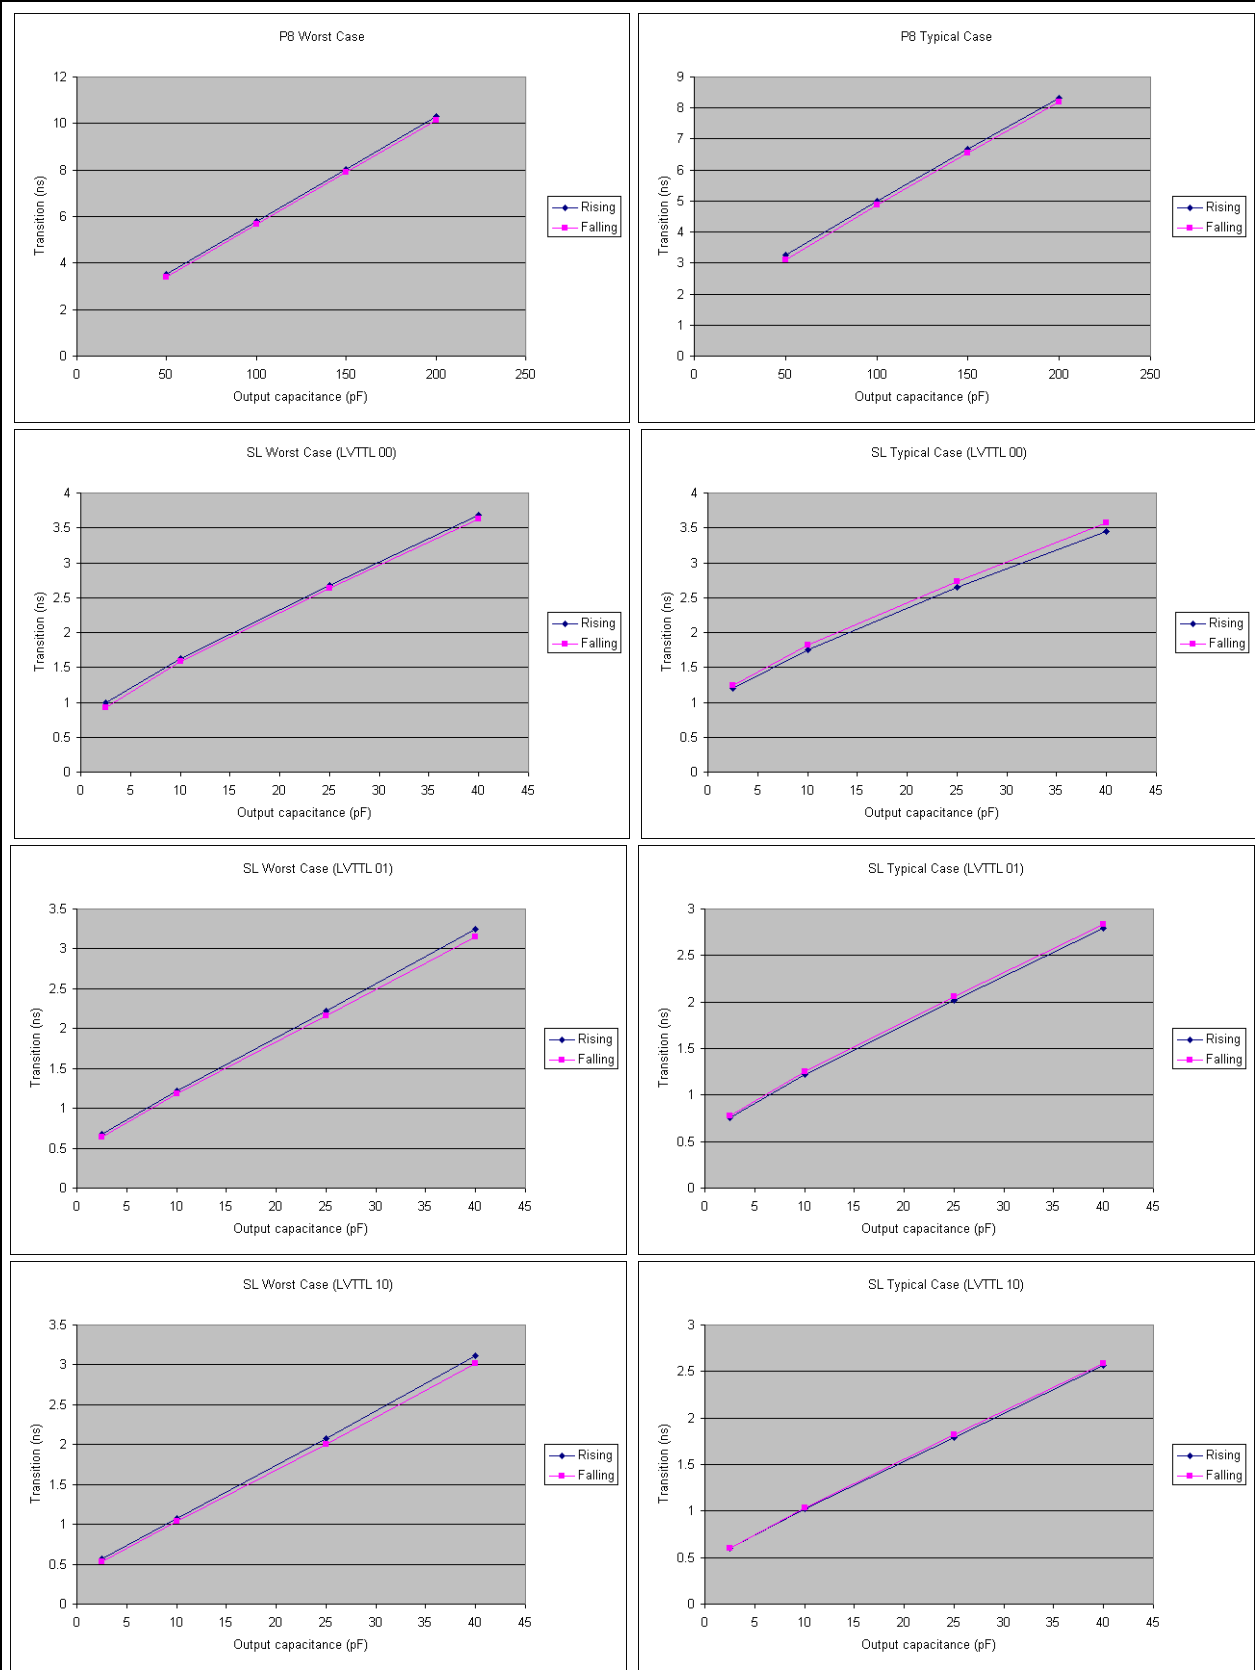 P8 Worst Case
12
10
8
6
4
2
0
0 50 100 150 200 250
Transition (ns)
Output capacitance (pF)
Rising
Falling
P8 Typical Case
9
8
7
6
5
4
3
2
1
0
0 50 100 150 200 250
Transition (ns)
Output capacitance (pF)
Rising
Falling
SL Worst Case (LVTTL 00)
4
3.5
3
2.5
2
1.5
1
0.5
0
0 5 10 15 20 25 30 35 40 45
Transition (ns)
Output capacitance (pF)
Rising
Falling
SL Typical Case (LVTTL 00)
4
3.5
3
2.5
2
1.5
1
0.5
0
0 5 10 15 20 25 30 35 40 45
Transition (ns)
Output capacitance (pF)
Rising
Falling
SL Worst Case (LVTTL 01)
3.5
3
2.5
2
1.5
1
0.5
0
0 5 10 15 20 25 30 35 40 45
Transition (ns)
Output capacitance (pF)
Rising
Falling
SL Typical Case (LVTTL 01)
3
2.5
2
1.5
1
0.5
0
0 5 10 15 20 25 30 35 40 45
Transition (ns)
Output capacitance (pF)
Rising
Falling
SL Worst Case (LVTTL 10)
3.5
3
2.5
2
1.5
1
0.5
0
0 5 10 15 20 25 30 35 40 45
Transition (ns)
Output capacitance (pF)
Rising
Falling
SL Typical Case (LVTTL 10)
3
2.5
2
1.5
1
0.5
0
0 5 10 15 20 25 30 35 40 45
Transition (ns)
Output capacitance (pF)
Rising
Falling